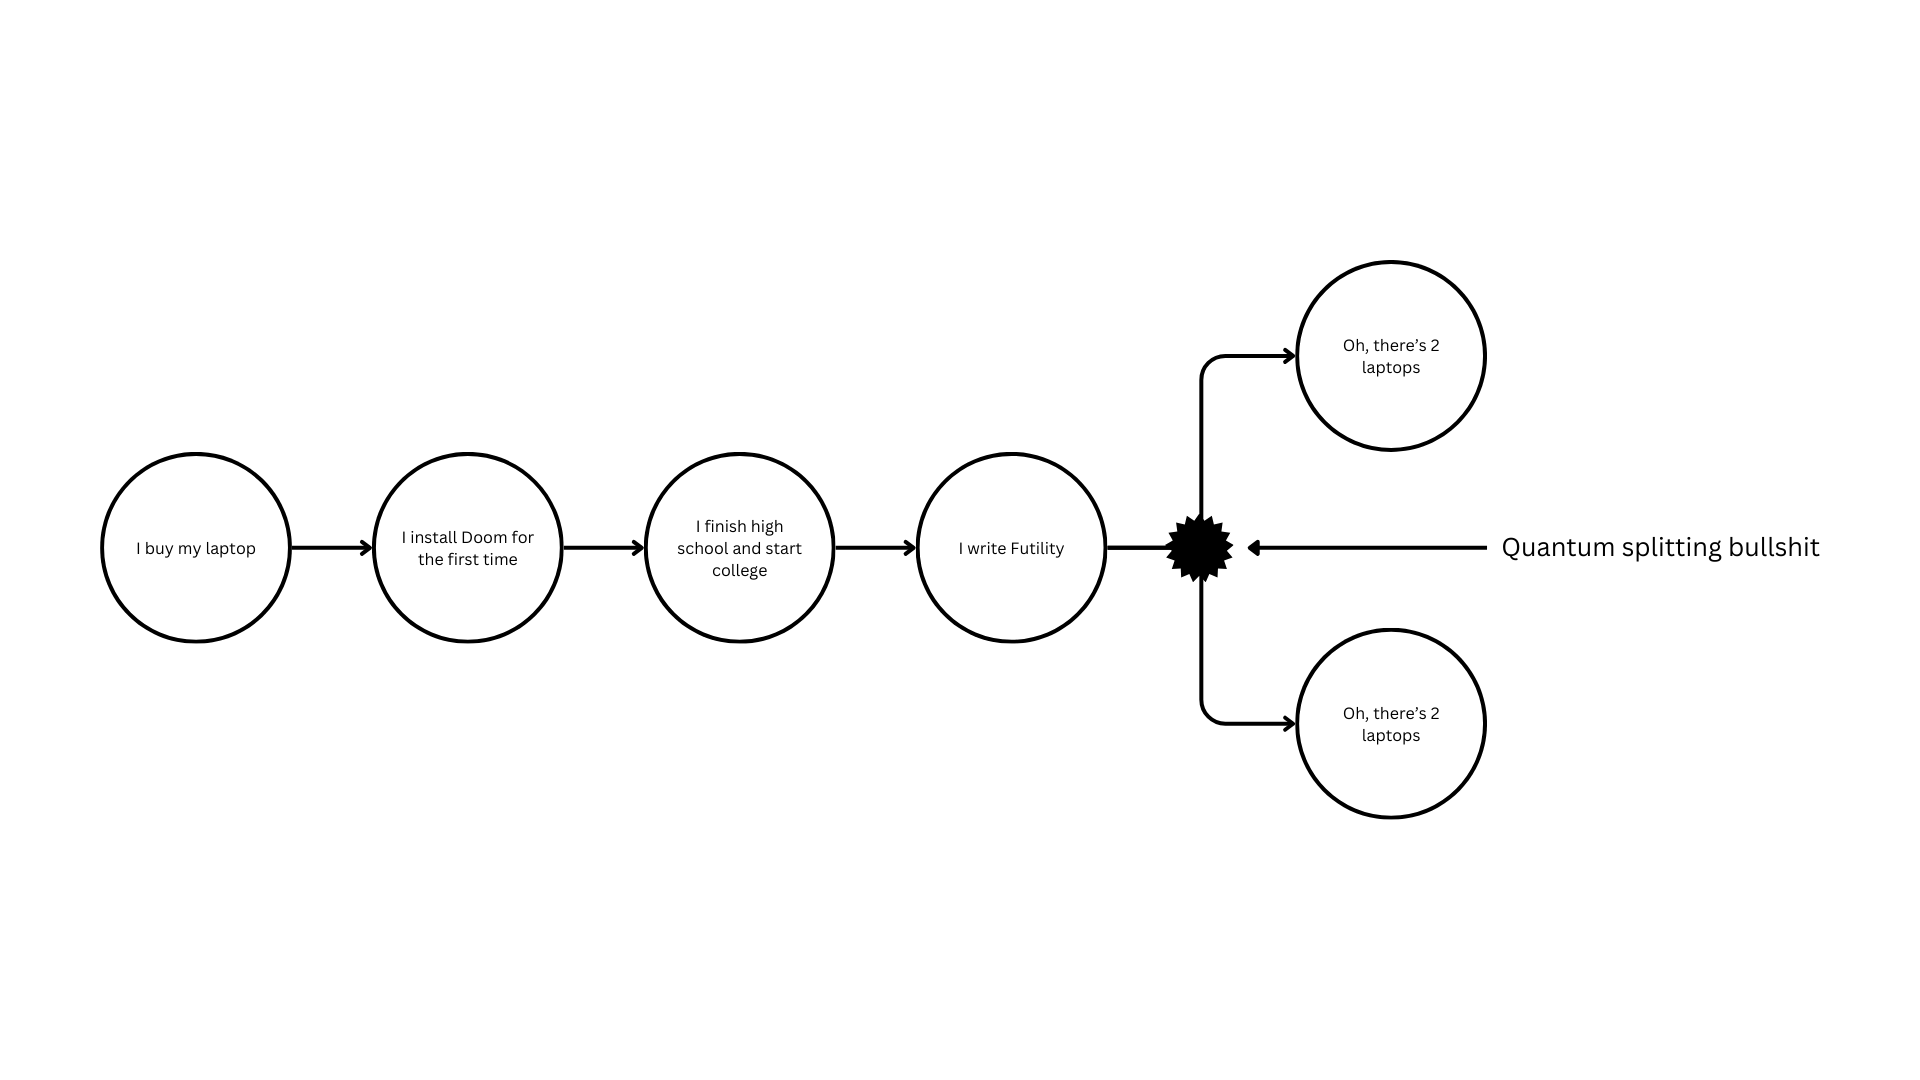 I buy my laptop
I install Doom for
the first time
I finish high
school and start
college
I write Futility
Oh, there’s 2
laptops
Quantum splitting bullshit
Oh, there’s 2
laptops